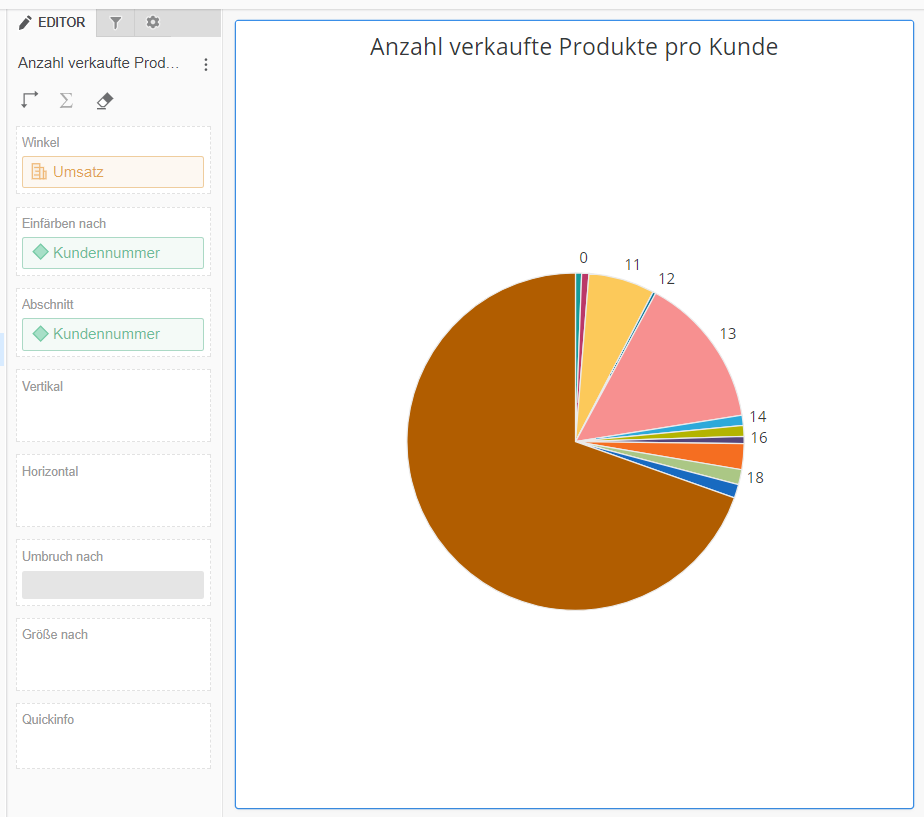 EDITOR
Anzahl verkaufte Prod...
Winkel
Umsatz
Einfärben nach
Kundennummer
Abschnitt
Kundennummer
Vertikal
Horizontal
Umbruch nach
Größe nach
Quickinfo
Anzahl verkaufte Produkte pro Kunde
0
11
12
13
14
16
18